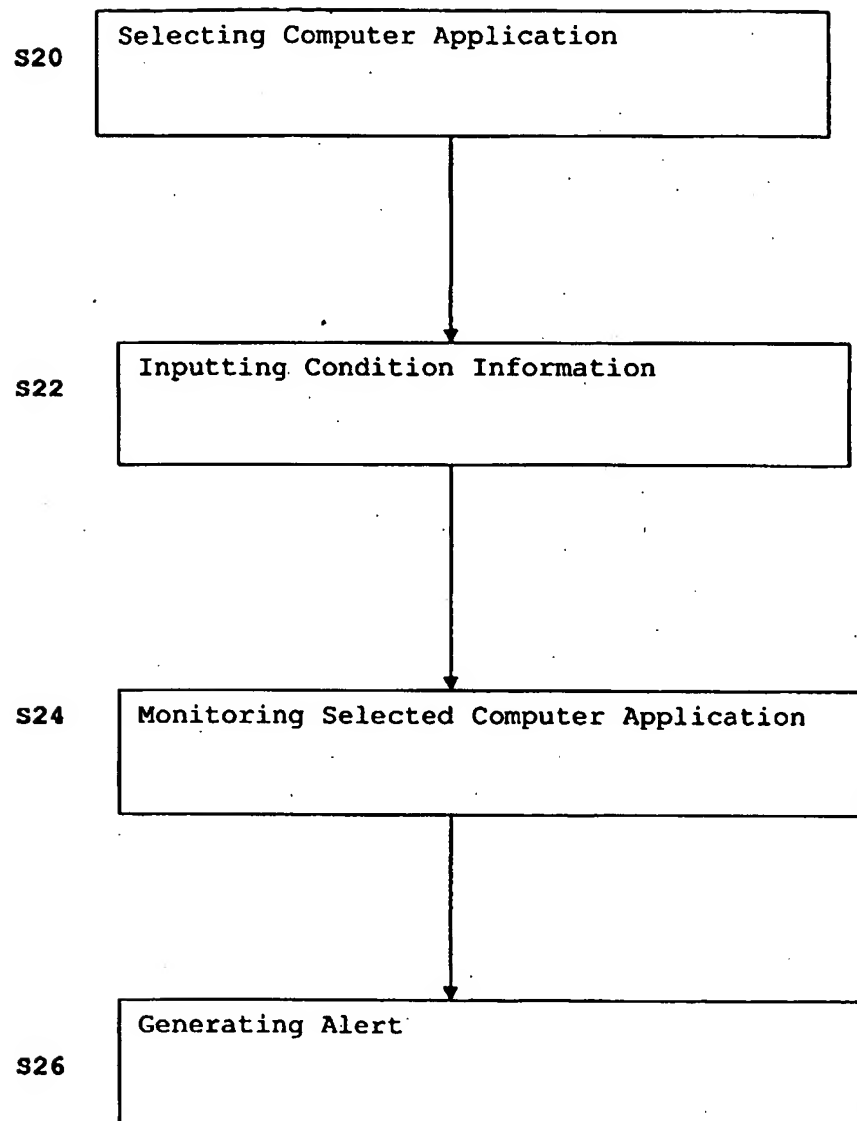 S20
Selecting Computer Application
S22
Inputting Condition Information
S24
Monitoring Selected Computer Application
S26
Generating Alert